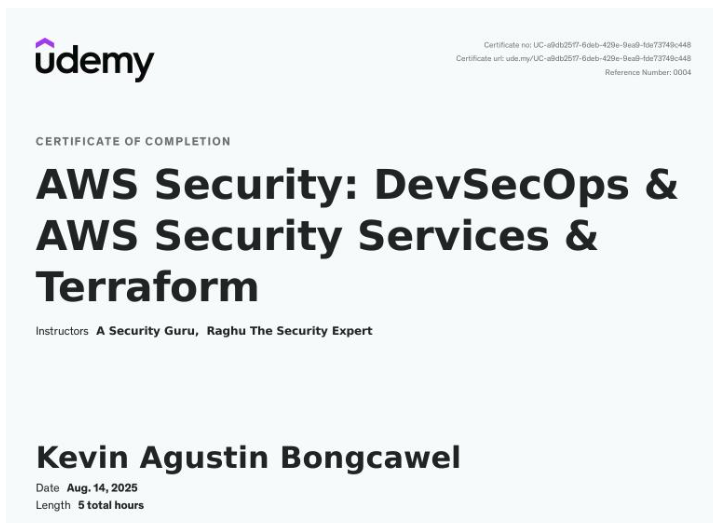 udemy
Certificate no: UC-a9db25f7-6deb-429e-9ea9-fde73749c448
Certificate url: ude.my/UC-a9db25f7-6deb-429e-9ea9-fde73749c448
Reference Number: 0004
CERTIFICATE OF COMPLETION
AWS Security: DevSecOps &
AWS Security Services &
Terraform
Instructors A Security Guru, Raghu The Security Expert
Kevin Agustin Bongcawel
Date Aug. 14, 2025
Length 5 total hours